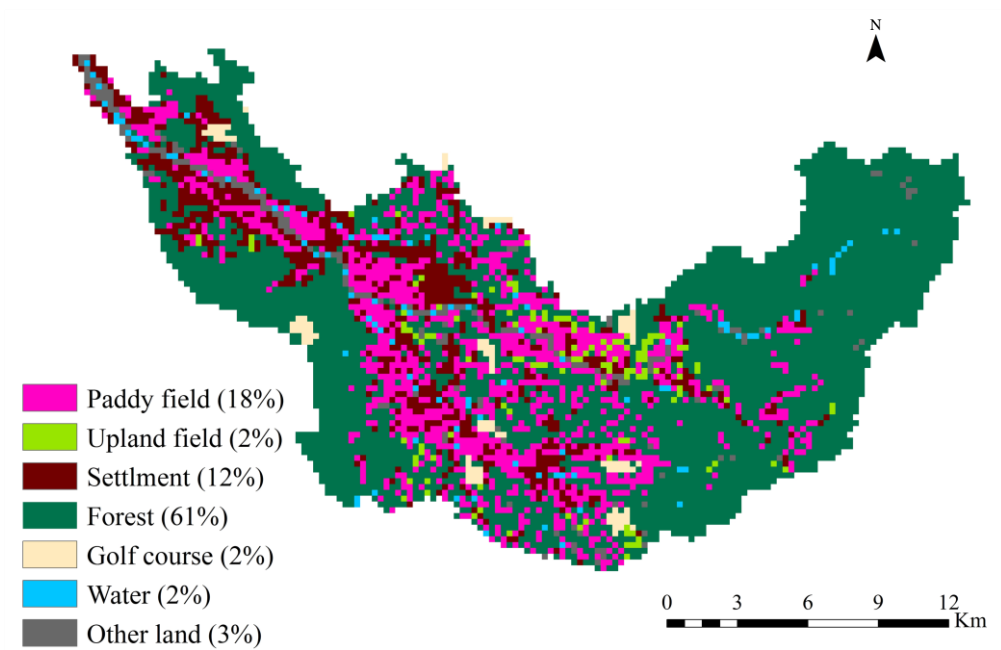 N
Paddy field (18%)
Upland field (2%)
Settlment (12%)
Forest (61%)
Golf course (2%)
Water (2%)
Other land (3%)
0 3 6 9 12
Km